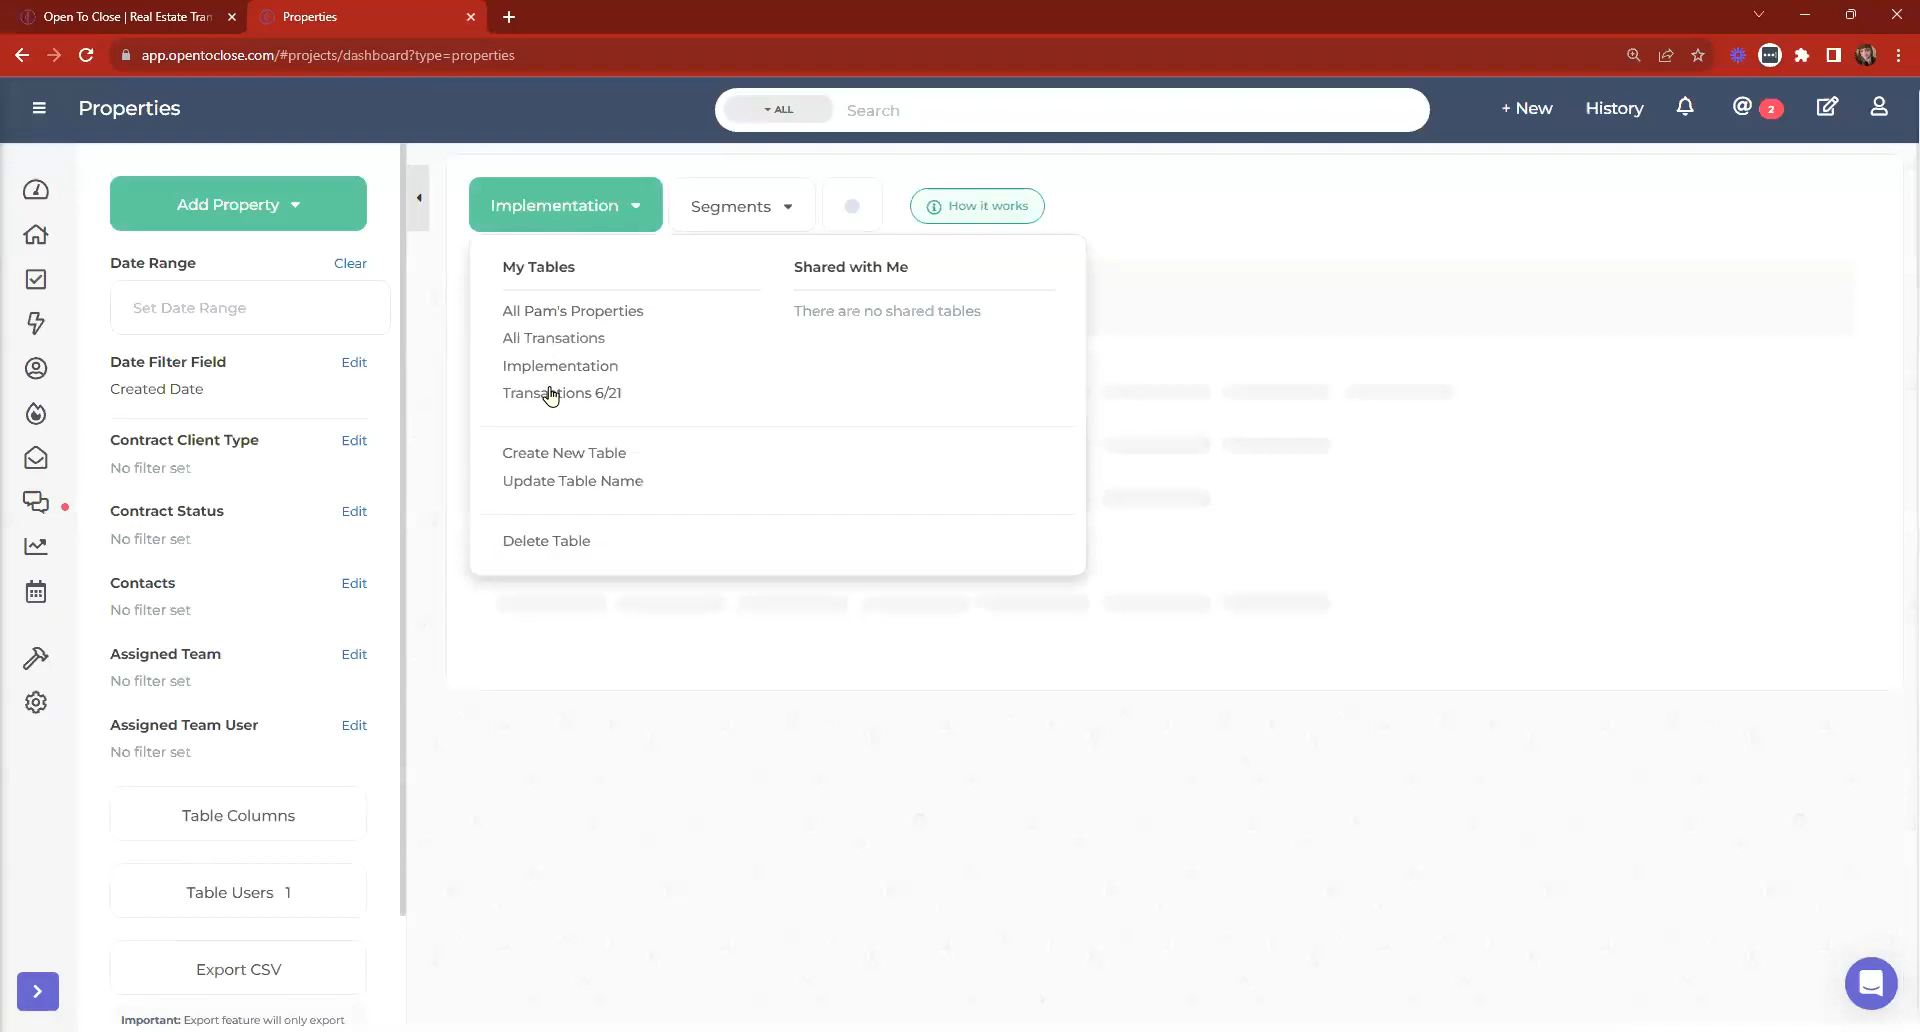 Open To Close | Real Estate Tran
Properties
app.opentoclose.com/#projects/dashboard?type=properties
Properties
ALL
Search
+ New
History
@ 2
Add Property
Implementation
Segments
How it works
Date Range
Clear
Set Date Range
Date Filter Field
Edit
Created Date
Contract Client Type
Edit
No filter set
Contract Status
Edit
No filter set
Contacts
Edit
No filter set
Assigned Team
Edit
No filter set
Assigned Team User
Edit
No filter set
Table Columns
Table Users 1
Export CSV
Important: Export feature will only export
My Tables
All Pam's Properties
All Transations
Implementation
Transactions 6/21
Create New Table
Update Table Name
Delete Table
Shared with Me
There are no shared tables